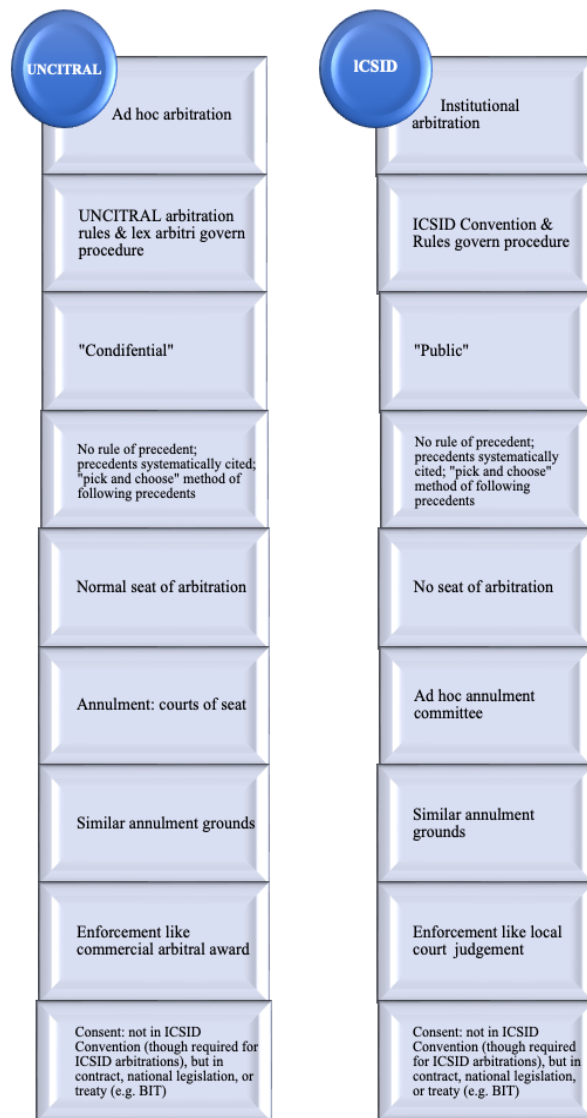 UNCITRAL
Ad hoc arbitration
UNCITRAL arbitration
rules & lex arbitri govern
procedure
"Condifential"
No rule of precedent;
precedents systematically cited;
"pick and choose" method of
following precedents
Normal seat of arbitration
Annulment: courts of seat
Similar annulment grounds
Enforcement like
commercial arbitral award
Consent: not in ICSID
Convention (though required for
ICSID arbitrations), but in
contract, national legislation, or
treaty (e.g. BIT)
ICSID
Institutional
arbitration
ICSID Convention &
Rules govern procedure
"Public"
No rule of precedent;
precedents systematically
cited; "pick and choose"
method of following
precedents
No seat of arbitration
Ad hoc annulment
committee
Similar annulment
grounds
Enforcement like local
court judgement
Consent: not in ICSID
Convention (though required
for ICSID arbitrations), but in
contract, national legislation,
or treaty (e.g. BIT)